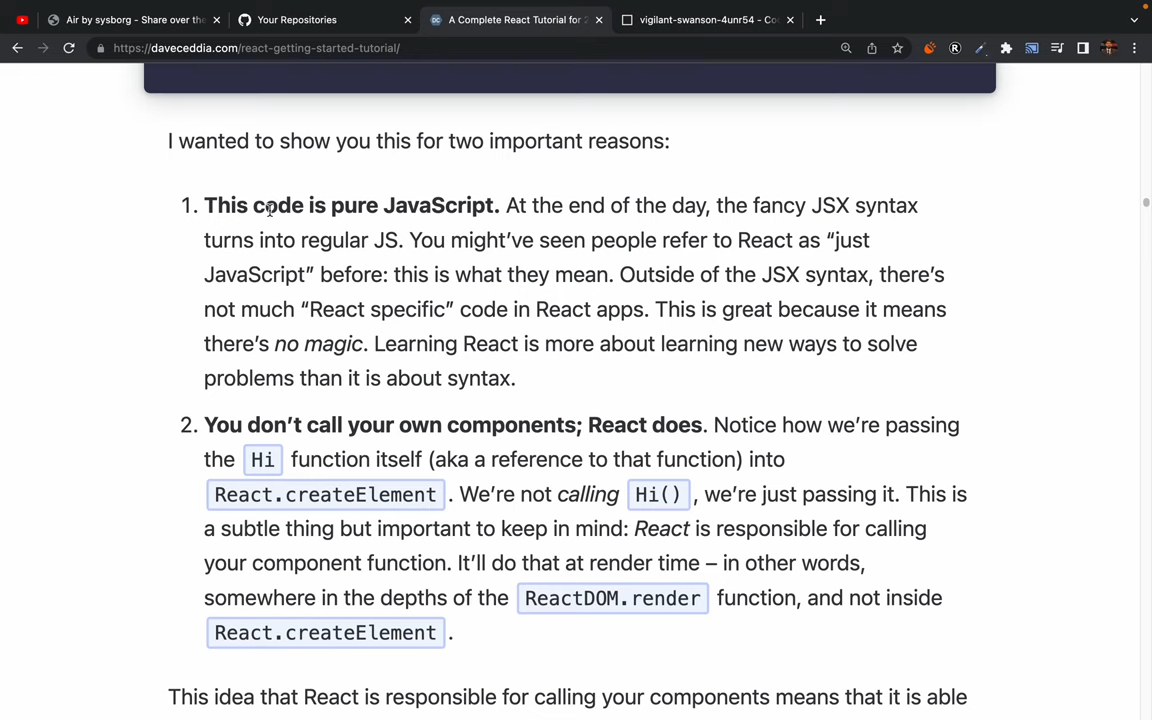 Air by sysborg - Share over the
Your Repositories
A Complete React Tutorial for 2
vigilant-swanson-4unr54 - Co
https://daveceddia.com/react-getting-started-tutorial/
I wanted to show you this for two important reasons:
1. This code is pure JavaScript. At the end of the day, the fancy JSX syntax
turns into regular JS. You might’ve seen people refer to React as “just
JavaScript” before: this is what they mean. Outside of the JSX syntax, there’s
not much “React specific” code in React apps. This is great because it means
there’s no magic. Learning React is more about learning new ways to solve
problems than it is about syntax.
2. You don’t call your own components; React does. Notice how we’re passing
the Hi function itself (aka a reference to that function) into
React.createElement . We’re not calling Hi() , we’re just passing it. This is
a subtle thing but important to keep in mind: React is responsible for calling
your component function. It’ll do that at render time – in other words,
somewhere in the depths of the ReactDOM.render function, and not inside
React.createElement .
This idea that React is responsible for calling your components means that it is able